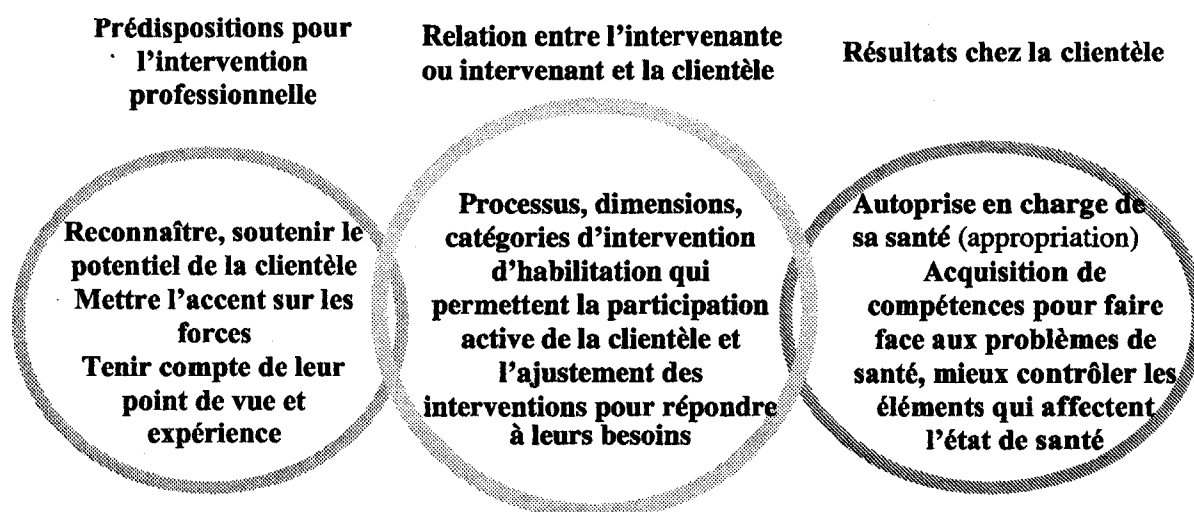 Prédispositions pour
l'intervention
professionnelle
Relation entre l'intervenante
ou intervenant et la clientèle
Résultats chez la clientèle
Reconnaître, soutenir le
potentiel de la clientèle
Mettre l'accent sur les
forces
Tenir compte de leur
point de vue et
expérience
Processus, dimensions,
catégories d'intervention
d'habilitation qui
permettent la participation
active de la clientèle et
l'ajustement des
interventions pour répondre
à leurs besoins
Autoprise en charge de
sa santé (appropriation)
Acquisition de
compétences pour faire
face aux problèmes de
santé, mieux contrôler les
éléments qui affectent
l'état de santé